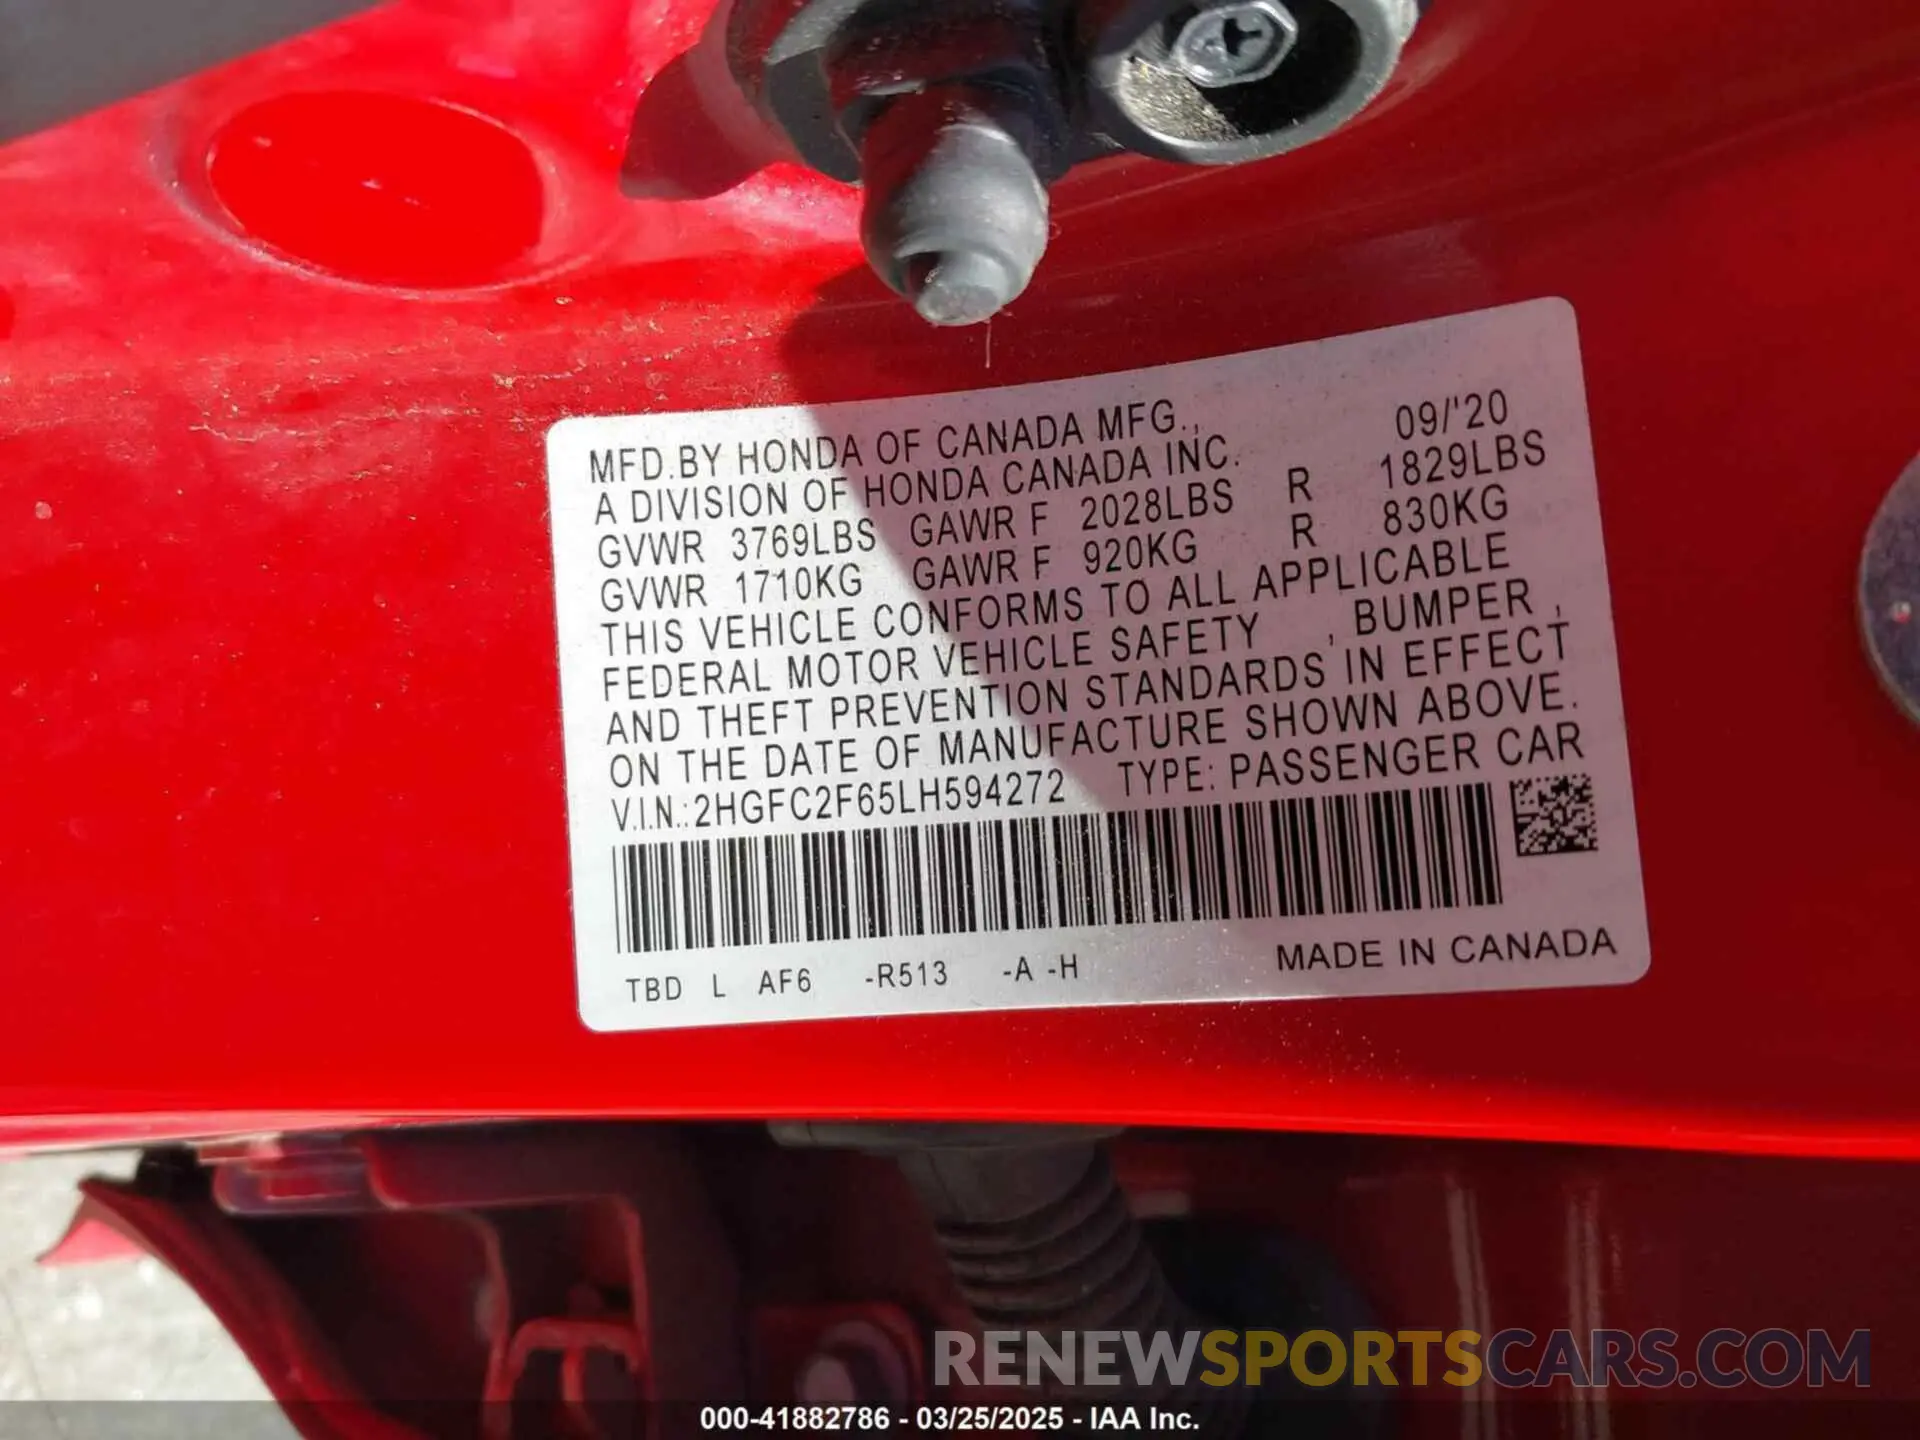 MFD.BY HONDA OF CANADA MFG., 09/'20
A DIVISION OF HONDA CANADA INC.
GVWR 3769LBS GAWR F 2028LBS R 1829LBS
GVWR 1710KG GAWR F 920KG R 830KG
THIS VEHICLE CONFORMS TO ALL APPLICABLE
FEDERAL MOTOR VEHICLE SAFETY , BUMPER ,
AND THEFT PREVENTION STANDARDS IN EFFECT
ON THE DATE OF MANUFACTURE SHOWN ABOVE.
V.I.N.:2HGFC2F65LH594272 TYPE: PASSENGER CAR
TBD L AF6 -R513 -A -H MADE IN CANADA
RENEWSPORTSCARS.COM
000-41882786 - 03/25/2025 - IAA Inc.